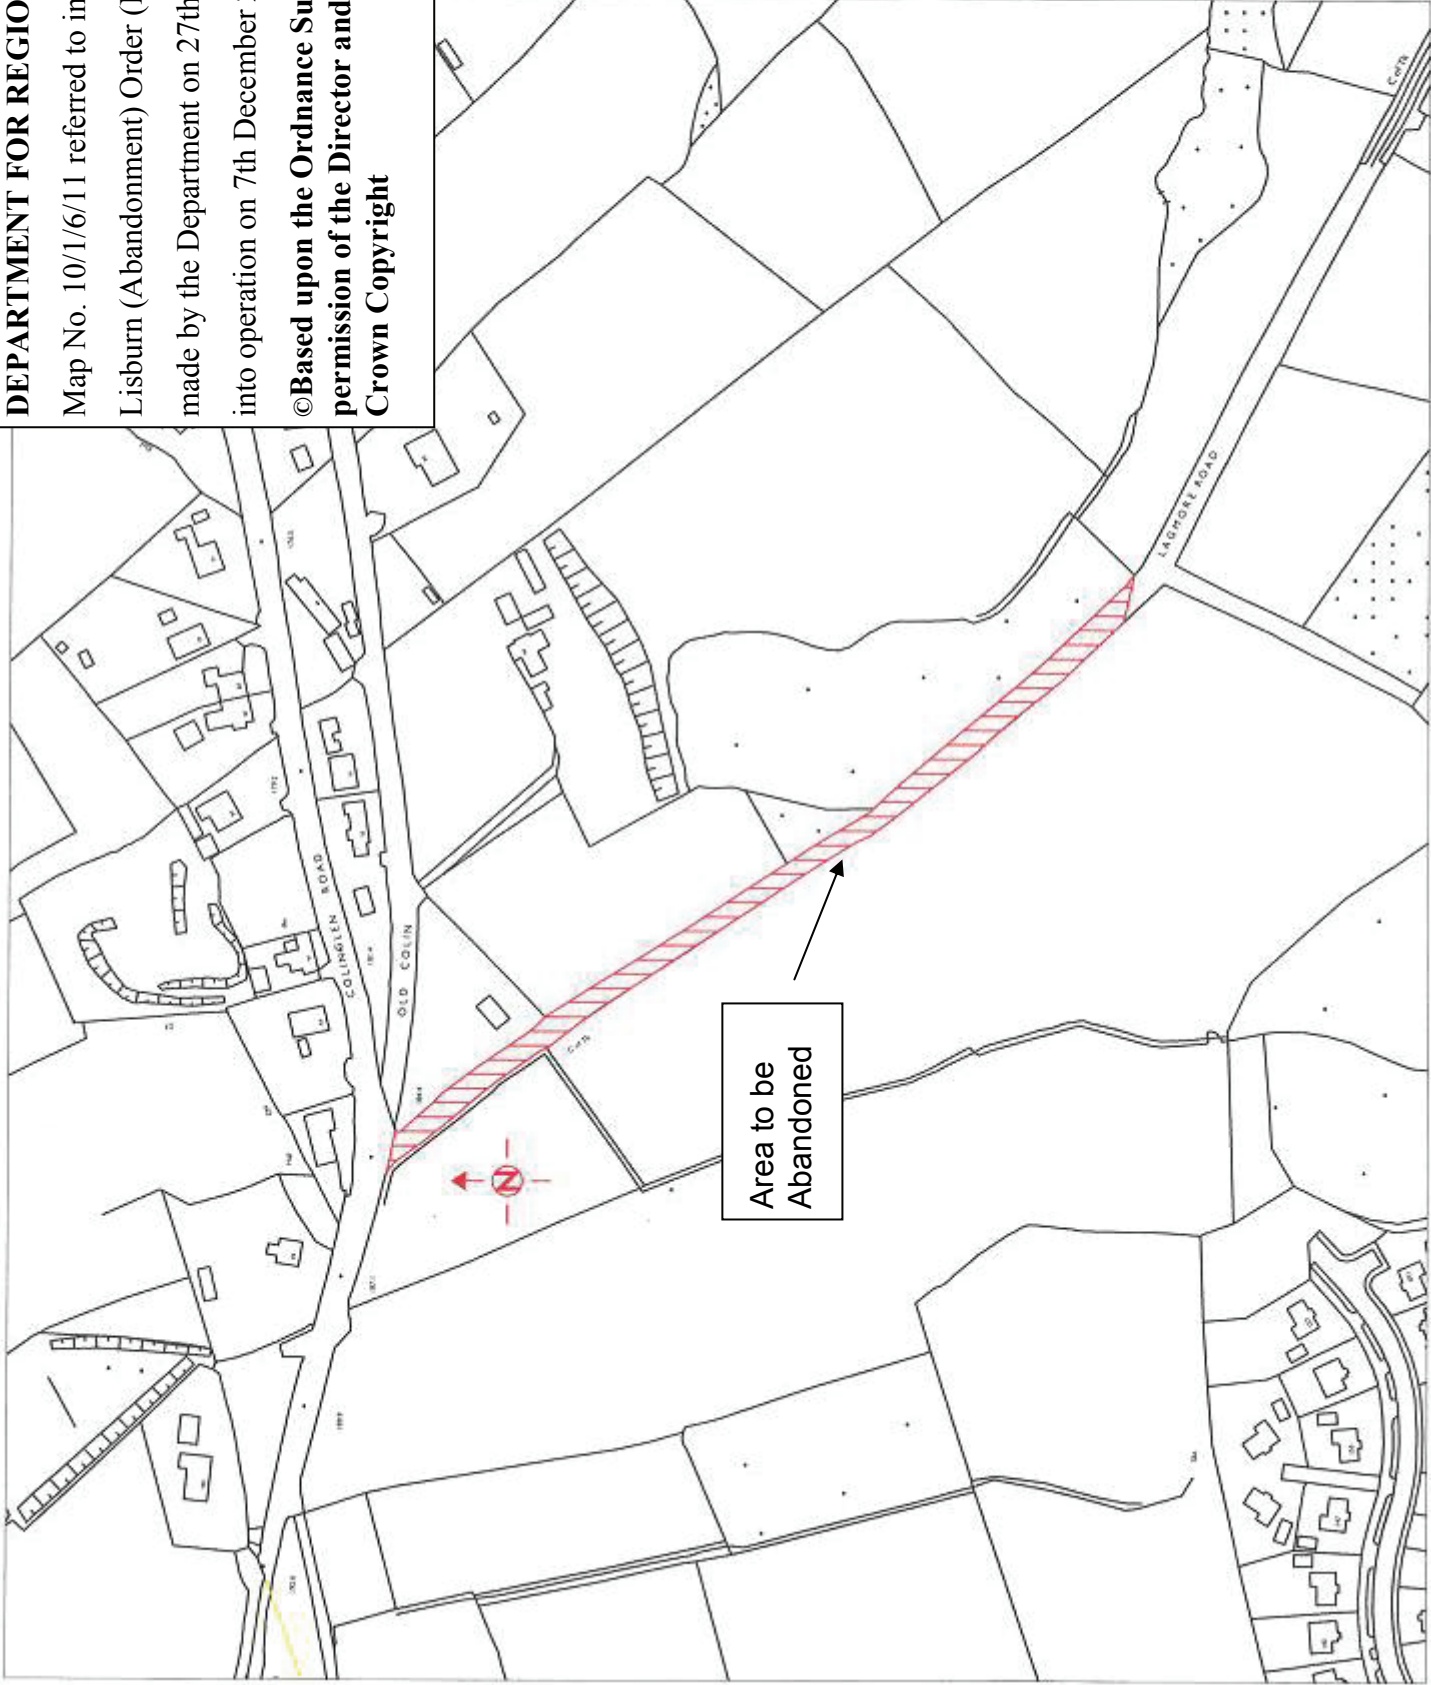 DEPARTMENT FOR REGIO
Map No. 10/1/6/11 referred to in
Lisburn (Abandonment) Order (
made by the Department on 27th
into operation on 7th December
©Based upon the Ordnance Su
permission of the Director and
Crown Copyright
COLINGLEN ROAD
OLD COLIN
LAGMORE ROAD
N
Area to be
Abandoned